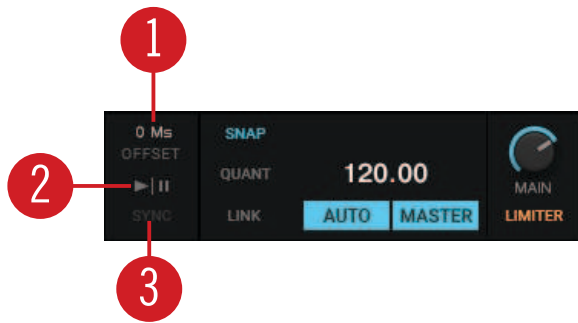 1
2
3
0 Ms
OFFSET
SYNC
SNAP
QUANT
LINK
120.00
AUTO MASTER
MAIN
LIMITER